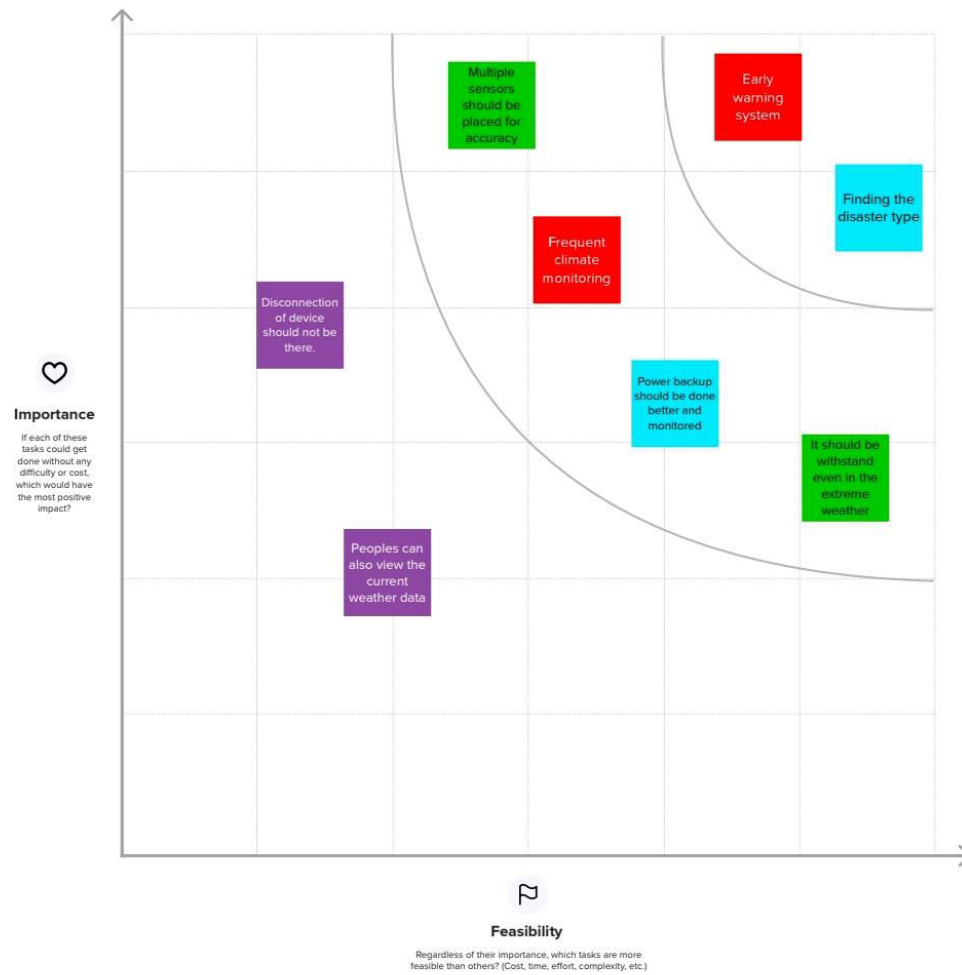 Multiple
sensors
should be
placed for
accuracy
Early
warning
system
Finding the
disaster type
Frequent
climate
monitoring
Disconnection
of device
should not be
there.
Power backup
should be done
better and
monitored
It should be
withstand
even in the
extreme
weather
Peoples can
also view the
current
weather data
Importance
If each of these
tasks could get
done without any
difficulty or cost,
which would have
the most positive
impact?
Feasibility
Regardless of their importance, which tasks are more
feasible than others? (Cost, time, effort, complexity, etc.)